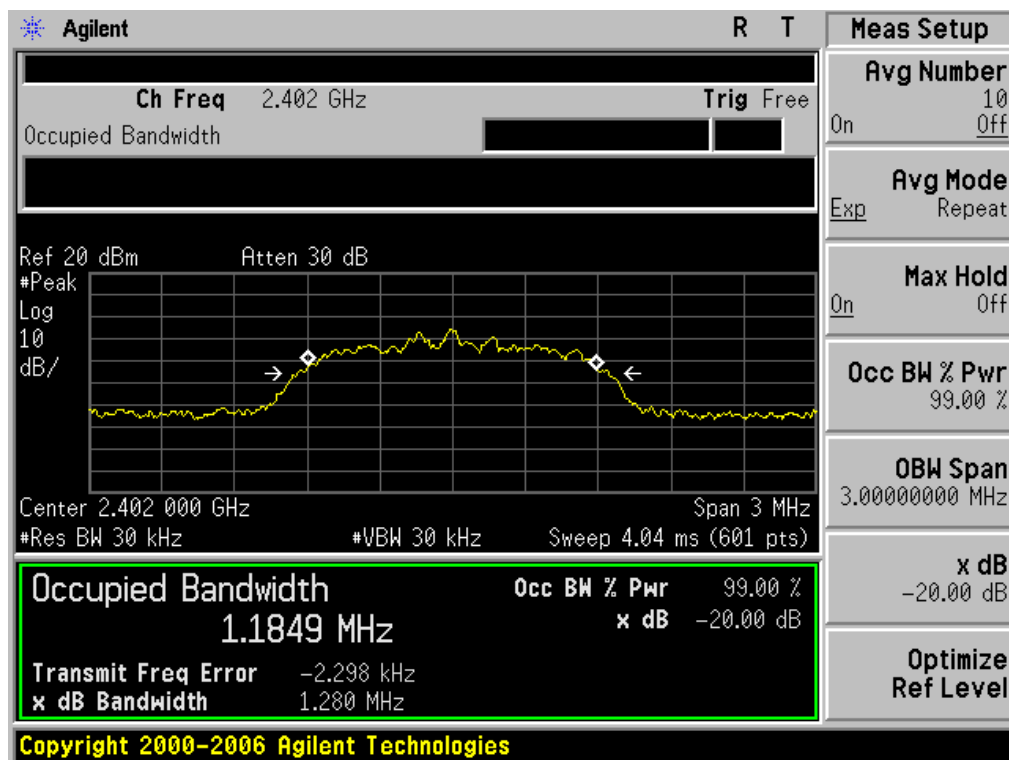 Agilent R T
Ch Freq 2.402 GHz Trig Free
Occupied Bandwidth
Ref 20 dBm Atten 30 dB
#Peak
Log
10
dB/
Center 2.402 000 GHz Span 3 MHz
#Res BW 30 kHz #VBW 30 kHz Sweep 4.04 ms (601 pts)
Occupied Bandwidth Occ BW % Pwr 99.00 %
1.1849 MHz x dB -20.00 dB
Transmit Freq Error -2.298 kHz
x dB Bandwidth 1.280 MHz
Copyright 2000-2006 Agilent Technologies
Meas Setup
Avg Number
10
On Off
Avg Mode
Exp Repeat
Max Hold
On Off
Occ BW % Pwr
99.00 %
OBW Span
3.00000000 MHz
x dB
-20.00 dB
Optimize
Ref Level